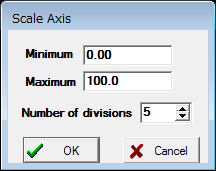 Scale Axis
Minimum 0.00
Maximum 100.0
Number of divisions 5
OK Cancel